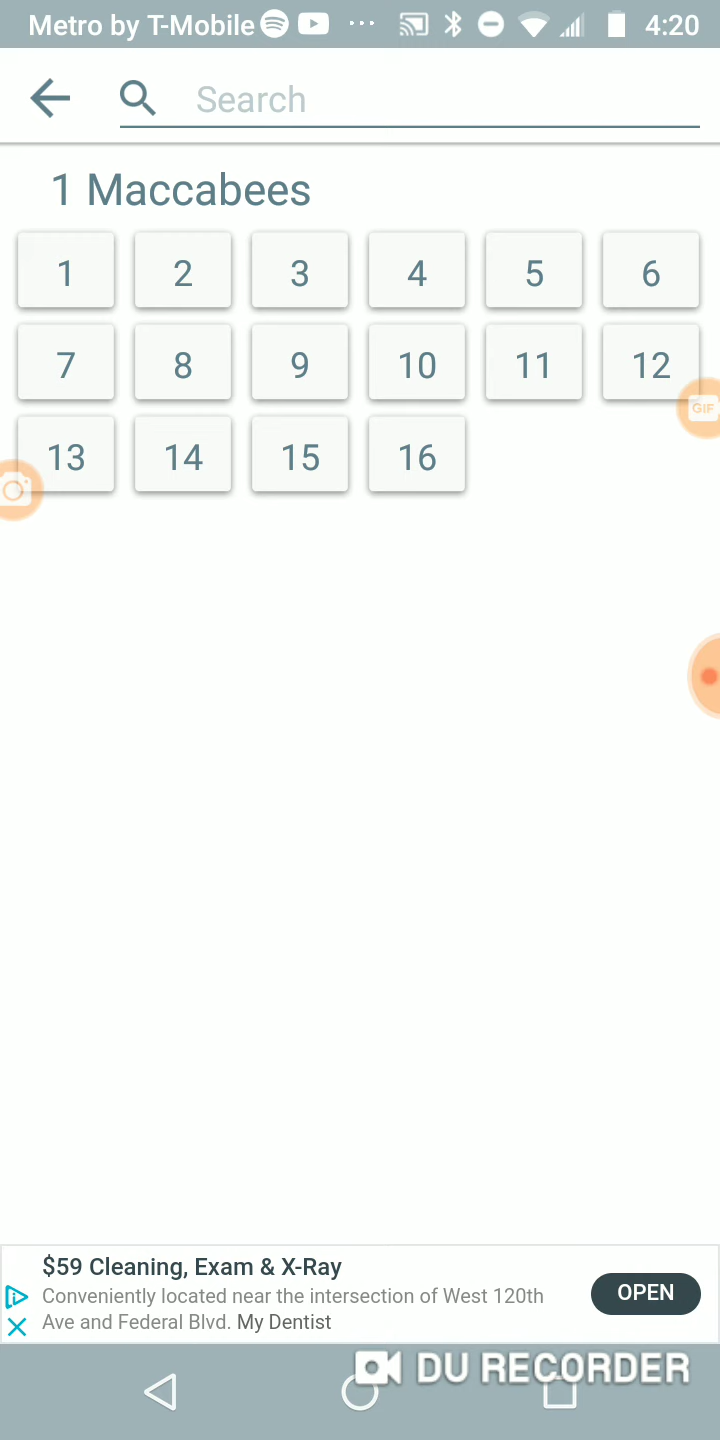 Metro by T-Mobile ... 4:20
Search
1 Maccabees
1 2 3 4 5 6
7 8 9 10 11 12
GIF
13 14 15 16
$59 Cleaning, Exam & X-Ray
Conveniently located near the intersection of West 120th
Ave and Federal Blvd. My Dentist
OPEN
DU RECORDER